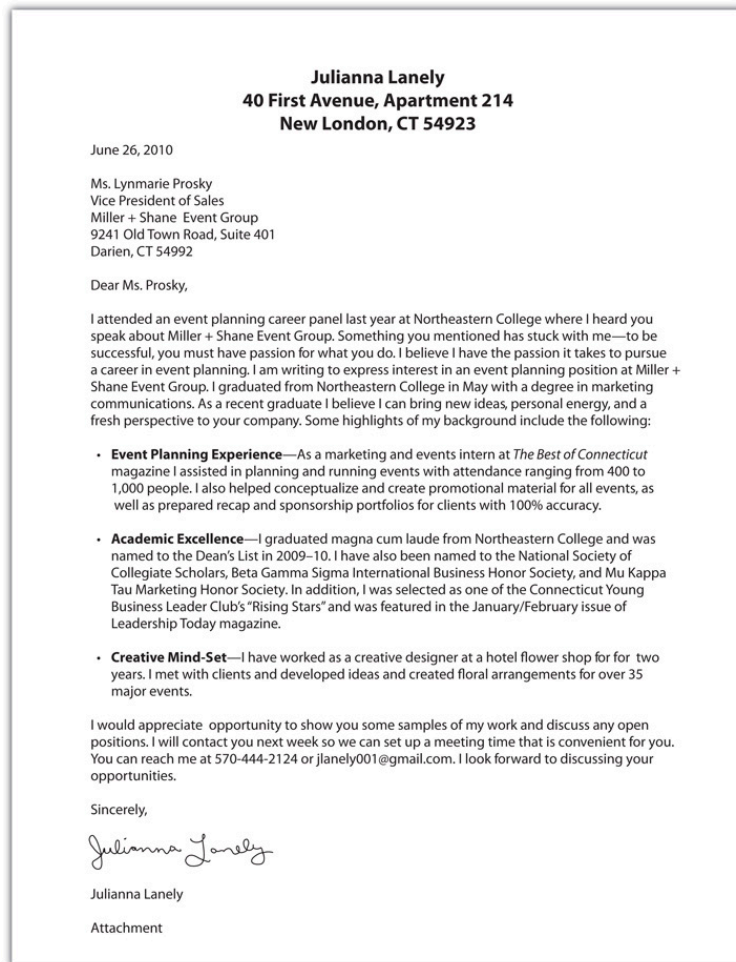 Julianna Lanely
40 First Avenue, Apartment 214
New London, CT 54923
June 26, 2010
Ms. Lynmarie Prosky
Vice President of Sales
Miller + Shane Event Group
9241 Old Town Road, Suite 401
Darien, CT 54992
Dear Ms. Prosky,
I attended an event planning career panel last year at Northeastern College where I heard you
speak about Miller + Shane Event Group. Something you mentioned has stuck with me—to be
successful, you must have passion for what you do. I believe I have the passion it takes to pursue
a career in event planning. I am writing to express interest in an event planning position at Miller +
Shane Event Group. I graduated from Northeastern College in May with a degree in marketing
communications. As a recent graduate I believe I can bring new ideas, personal energy, and a
fresh perspective to your company. Some highlights of my background include the following:
• Event Planning Experience—As a marketing and events intern at The Best of Connecticut
magazine I assisted in planning and running events with attendance ranging from 400 to
1,000 people. I also helped conceptualize and create promotional material for all events, as
well as prepared recap and sponsorship portfolios for clients with 100% accuracy.
• Academic Excellence—I graduated magna cum laude from Northeastern College and was
named to the Dean's List in 2009–10. I have also been named to the National Society of
Collegiate Scholars, Beta Gamma Sigma International Business Honor Society, and Mu Kappa
Tau Marketing Honor Society. In addition, I was selected as one of the Connecticut Young
Business Leader Club's "Rising Stars" and was featured in the January/February issue of
Leadership Today magazine.
• Creative Mind-Set—I have worked as a creative designer at a hotel flower shop for for two
years. I met with clients and developed ideas and created floral arrangements for over 35
major events.
I would appreciate opportunity to show you some samples of my work and discuss any open
positions. I will contact you next week so we can set up a meeting time that is convenient for you.
You can reach me at 570-444-2124 or jlanely001@gmail.com. I look forward to discussing your
opportunities.
Sincerely,
Julianna Lanely
Julianna Lanely
Attachment